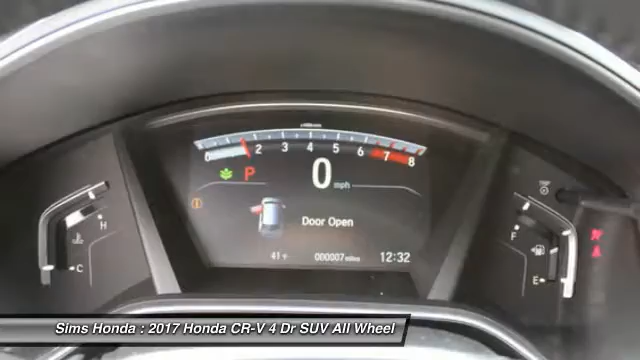 x1000r/min
0 2 3 4 5 6 7 8
P
0 mph
Door Open
H
F
C
E
41°F 000007 miles 12:32
Sims Honda : 2017 Honda CR-V 4 Dr SUV All Wheel